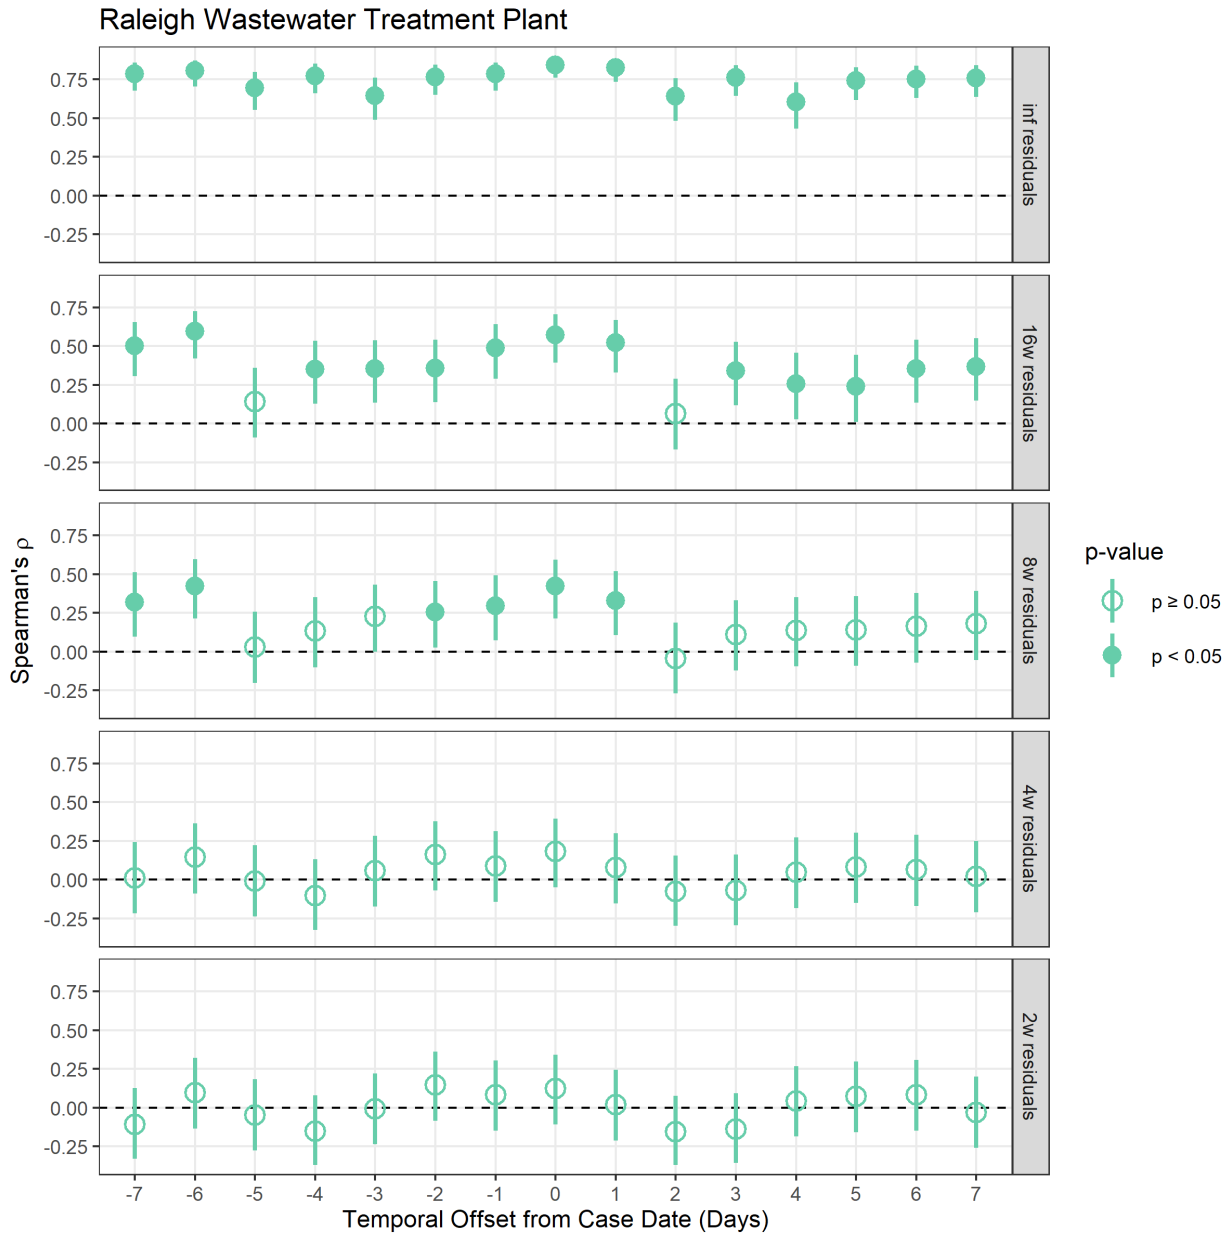 Raleigh Wastewater Treatment Plant
0.75
0.50
0.25
0.00
-0.25
inf residuals
0.75
0.50
0.25
0.00
-0.25
16w residuals
0.75
0.50
0.25
0.00
-0.25
8w residuals
0.75
0.50
0.25
0.00
-0.25
4w residuals
0.75
0.50
0.25
0.00
-0.25
2w residuals
Spearman's ρ
-7 -6 -5 -4 -3 -2 -1 0 1 2 3 4 5 6 7
Temporal Offset from Case Date (Days)
p-value
p ≥ 0.05
p < 0.05